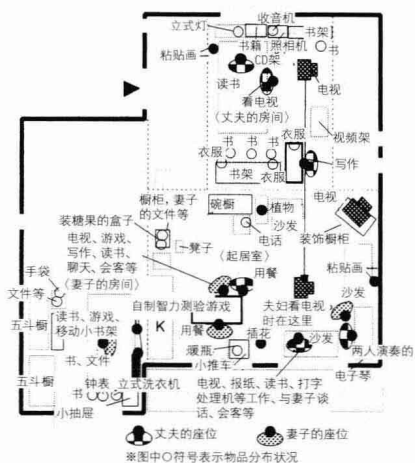 立式灯
收音机
书架
书籍
照相机
书
粘贴画
CD架
读书
电视
看电视
〈丈夫的房间〉
视频架
书
书
衣服
衣服
写作
书架
衣服
橱柜,妻子
的文件等
碗橱
植物
电视
装糖果的盒子
电话
沙发
电视、游戏、
写作、读书、
聊天、会客等
凳子
〈起居室〉
装饰橱柜
手袋
〈妻子的房间〉
用餐
粘贴画
文件等
自制智力测验游戏
夫妇看电视
时在这里
沙发
五斗橱
读书、游戏、
移动小书架
K
用餐
插花
沙发
暖瓶
两人演奏的
书、文件
小推车
电子琴
五斗橱
钟表
立式洗衣机
书
电视、报纸、读书、打字
处理机等工作、与妻子谈
话、会客等
小抽屉
丈夫的座位
妻子的座位
※图中○符号表示物品分布状况